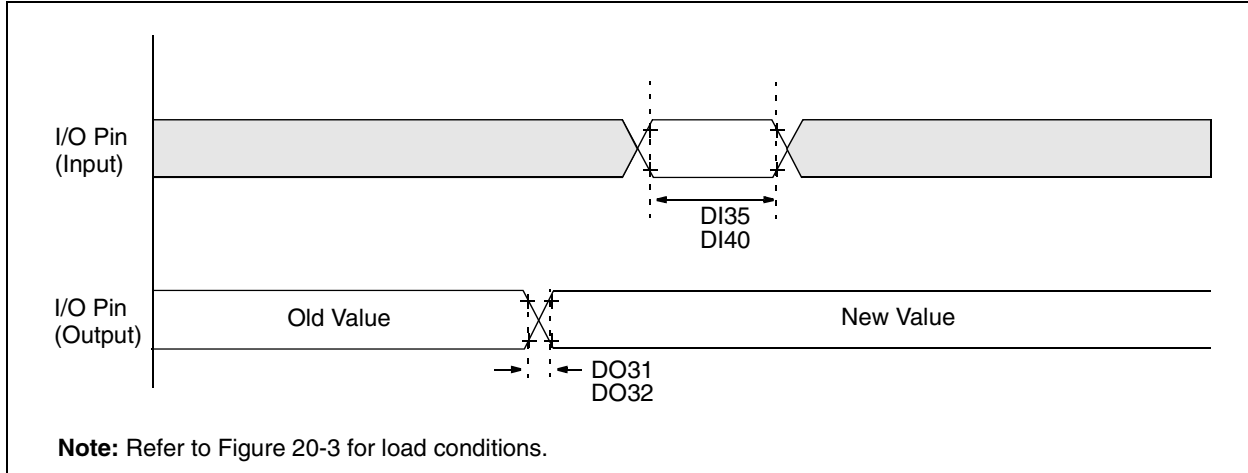 I/O Pin
(Input)
DI35
DI40
I/O Pin
(Output)
Old Value
New Value
DO31
DO32
Note: Refer to Figure 20-3 for load conditions.